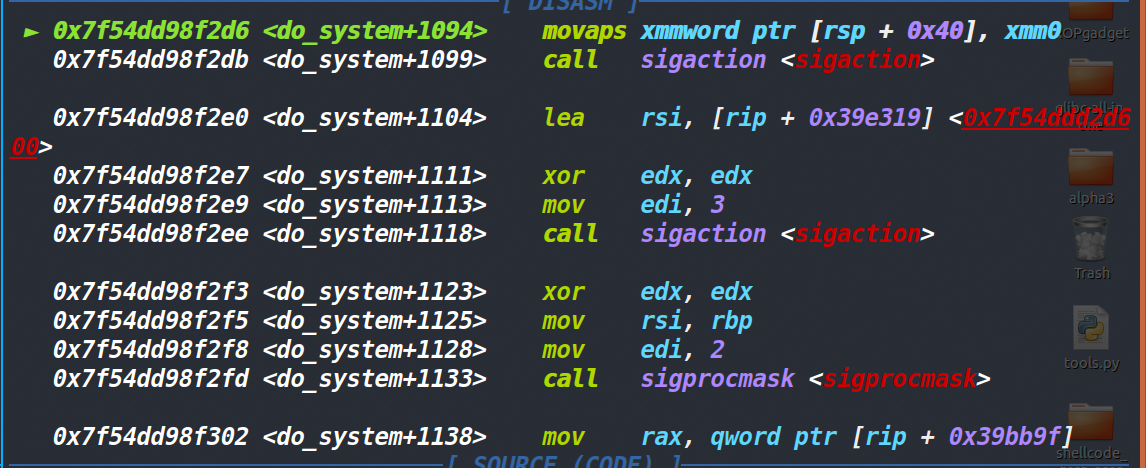 [ DISASM ]
► 0x7f54dd98f2d6 <do_system+1094> movaps xmmword ptr [rsp + 0x40], xmm0
ROPgadget
0x7f54dd98f2db <do_system+1099> call sigaction <sigaction>
0x7f54dd98f2e0 <do_system+1104> lea rsi, [rip + 0x39e319] <0x7f54ddd2d6
00>
0x7f54dd98f2e7 <do_system+1111> xor edx, edx
0x7f54dd98f2e9 <do_system+1113> mov edi, 3
alpha3
0x7f54dd98f2ee <do_system+1118> call sigaction <sigaction>
Trash
0x7f54dd98f2f3 <do_system+1123> xor edx, edx
0x7f54dd98f2f5 <do_system+1125> mov rsi, rbp
0x7f54dd98f2f8 <do_system+1128> mov edi, 2
tools.py
0x7f54dd98f2fd <do_system+1133> call sigprocmask <sigprocmask>
0x7f54dd98f302 <do_system+1138> mov rax, qword ptr [rip + 0x39bb9f]
shellcode_
[ SOURCE (CODE) ]